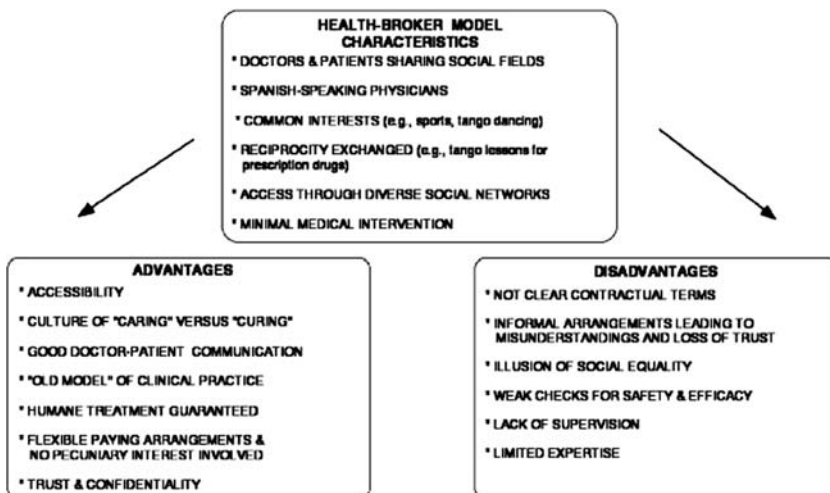 HEALTH-BROKER MODEL
CHARACTERISTICS
* DOCTORS & PATIENTS SHARING SOCIAL FIELDS
* SPANISH-SPEAKING PHYSICIANS
* COMMON INTERESTS (e.g., sports, tango dancing)
* RECIPROCITY EXCHANGED (e.g., tango lessons for
prescription drugs)
* ACCESS THROUGH DIVERSE SOCIAL NETWORKS
* MINIMAL MEDICAL INTERVENTION
ADVANTAGES
* ACCESSIBILITY
* CULTURE OF "CARING" VERSUS "CURING"
* GOOD DOCTOR-PATIENT COMMUNICATION
* "OLD MODEL" OF CLINICAL PRACTICE
* HUMANE TREATMENT GUARANTEED
* FLEXIBLE PAYING ARRANGEMENTS &
NO PECUNIARY INTEREST INVOLVED
* TRUST & CONFIDENTIALITY
DISADVANTAGES
* NOT CLEAR CONTRACTUAL TERMS
* INFORMAL ARRANGEMENTS LEADING TO
MISUNDERSTANDINGS AND LOSS OF TRUST
* ILLUSION OF SOCIAL EQUALITY
* WEAK CHECKS FOR SAFETY & EFFICACY
* LACK OF SUPERVISION
* LIMITED EXPERTISE